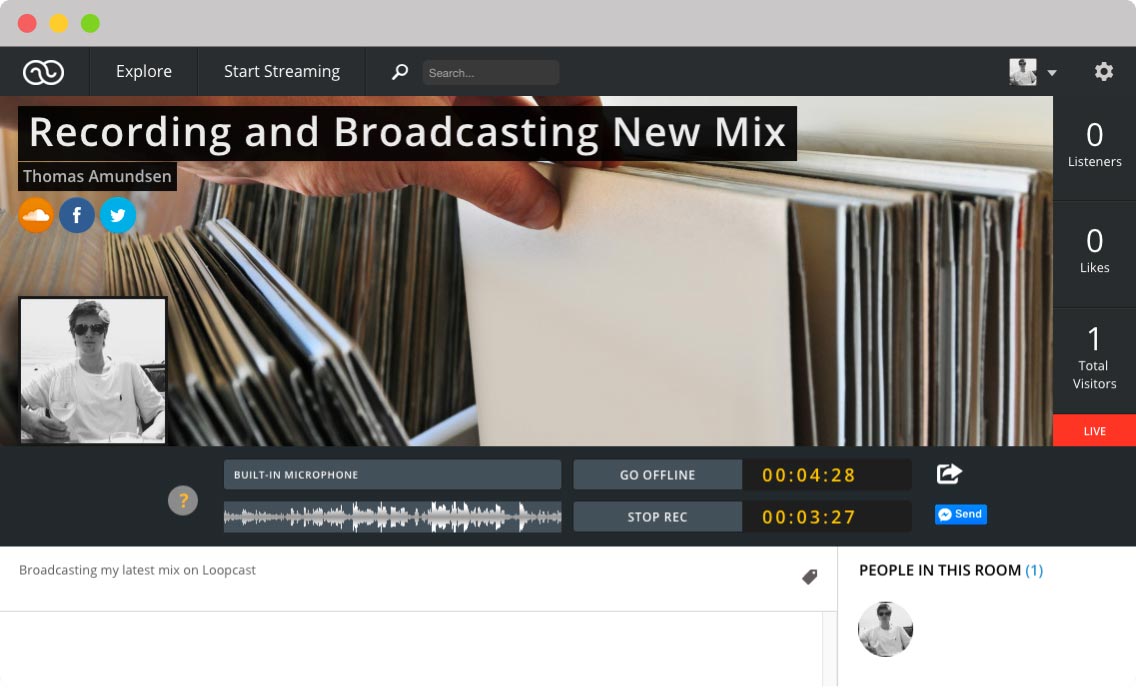 Explore
Start Streaming
Search...
Recording and Broadcasting New Mix
Thomas Amundsen
f
0
Listeners
0
Likes
1
Total
Visitors
LIVE
?
BUILT-IN MICROPHONE
GO OFFLINE
00:04:28
STOP REC
00:03:27
Send
Broadcasting my latest mix on Loopcast
PEOPLE IN THIS ROOM (1)